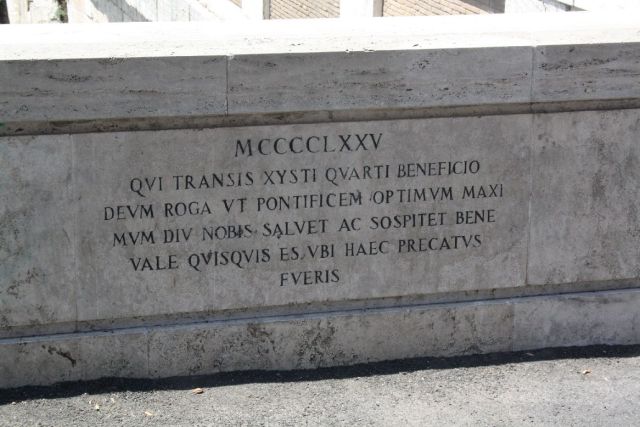 MCCCCLXXV
QVI TRANSIS XYSTI QVARTI BENEFICIO
DEVM ROGA VT PONTIFICEM OPTIMVM MAXI
MVM DIV NOBIS SALVET AC SOSPITET BENE
VALE QVISQVIS ES VBI HAEC PRECATVS
FVERIS